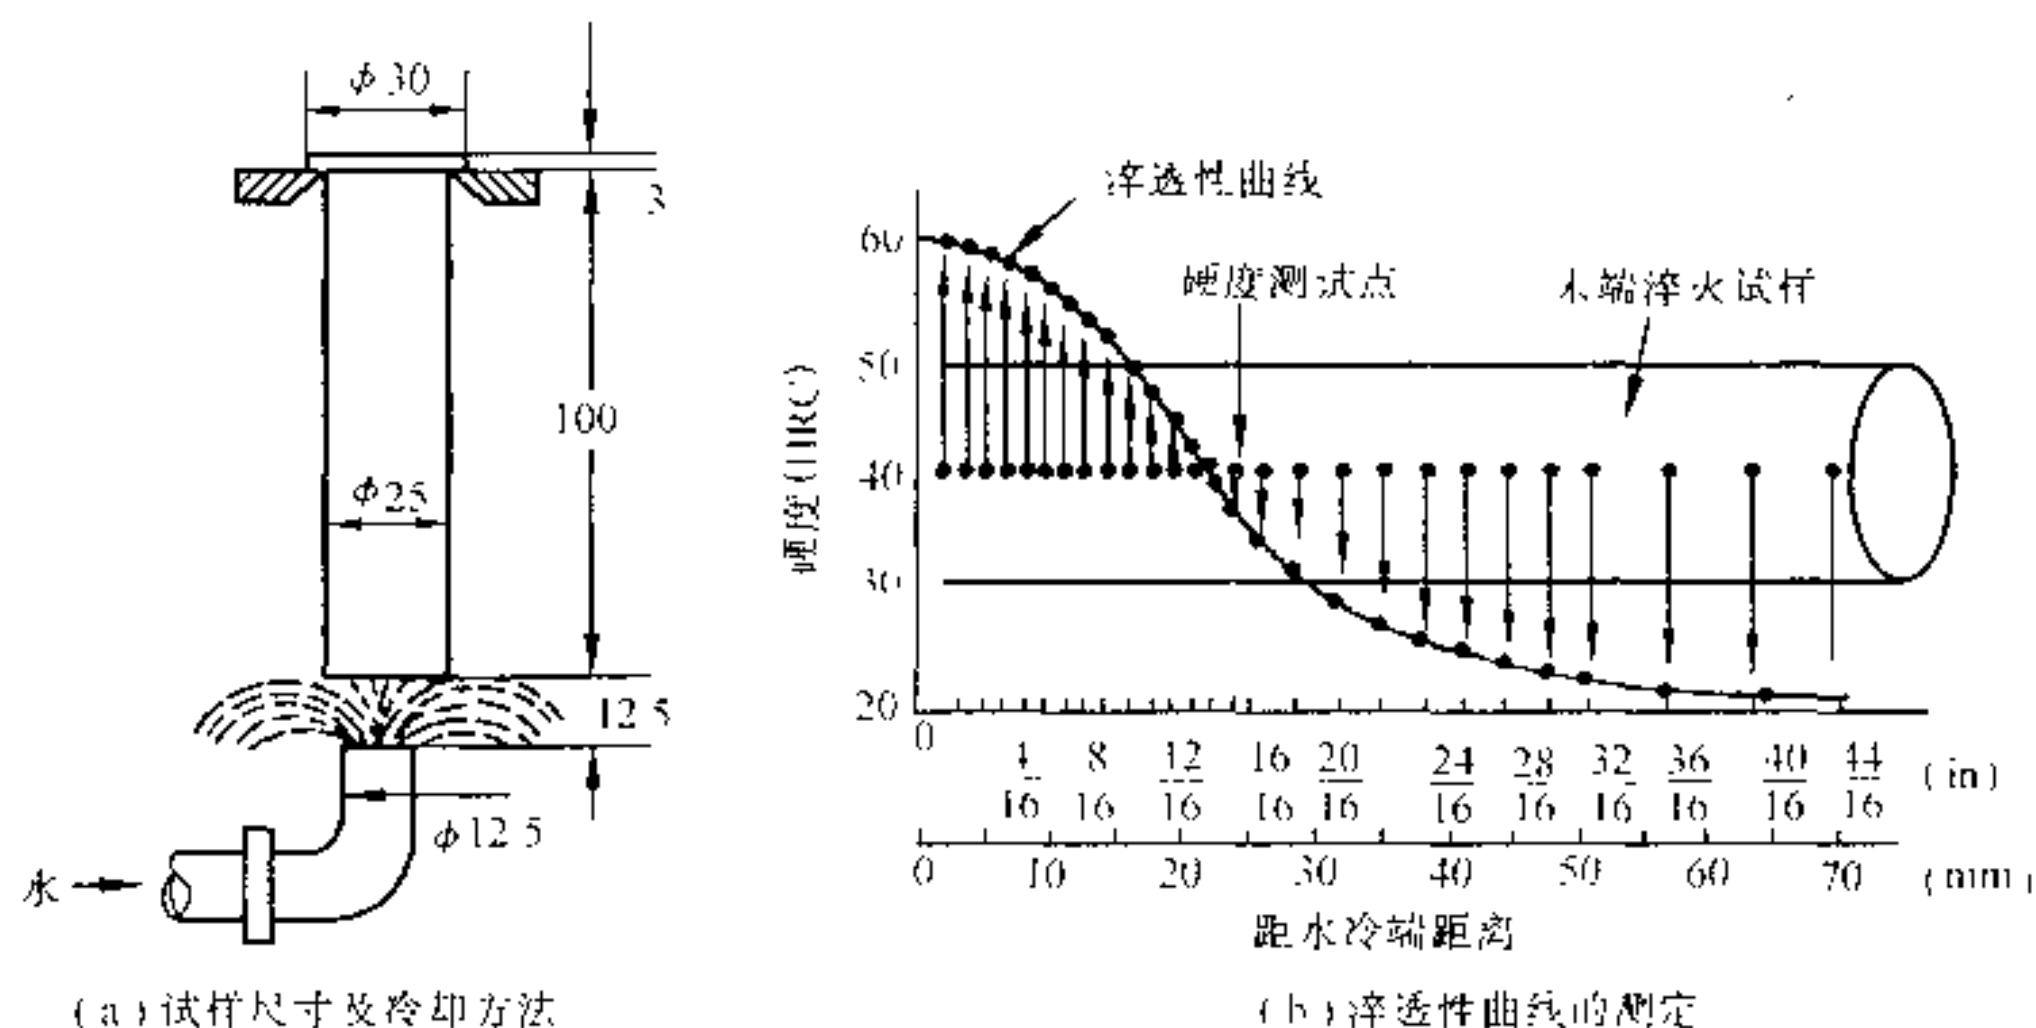 ϕ30
3
100
ϕ25
12.5
ϕ12.5
水
(a)试样尺寸及冷却方法
淬透性曲线
硬度测试点
末端淬火试样
硬度(HRC)
60
50
40
30
20
0
4/16 8/16 12/16 16/16 20/16 24/16 28/16 32/16 36/16 40/16 44/16 (in)
0 10 20 30 40 50 60 70 (mm)
距水冷端距离
(b)淬透性曲线的测定